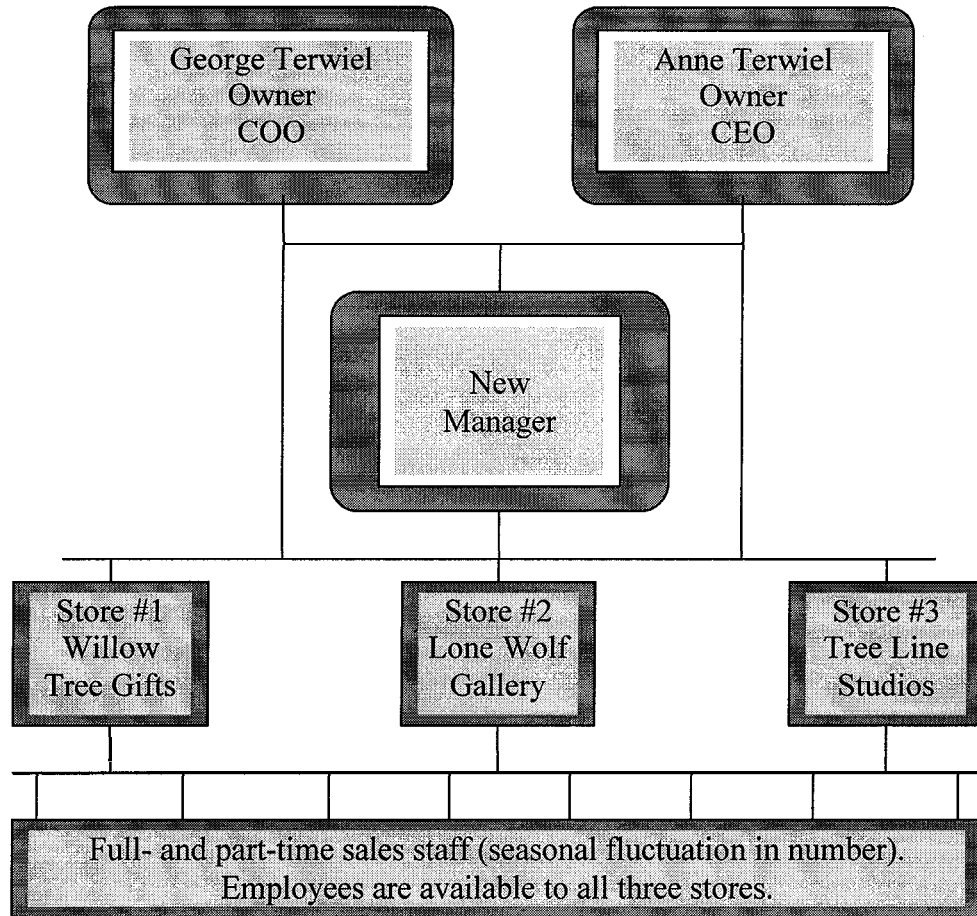 George Terwiel
Owner
COO
Anne Terwiel
Owner
CEO
New
Manager
Store #1
Willow
Tree Gifts
Store #2
Lone Wolf
Gallery
Store #3
Tree Line
Studios
Full- and part-time sales staff (seasonal fluctuation in number).
Employees are available to all three stores.